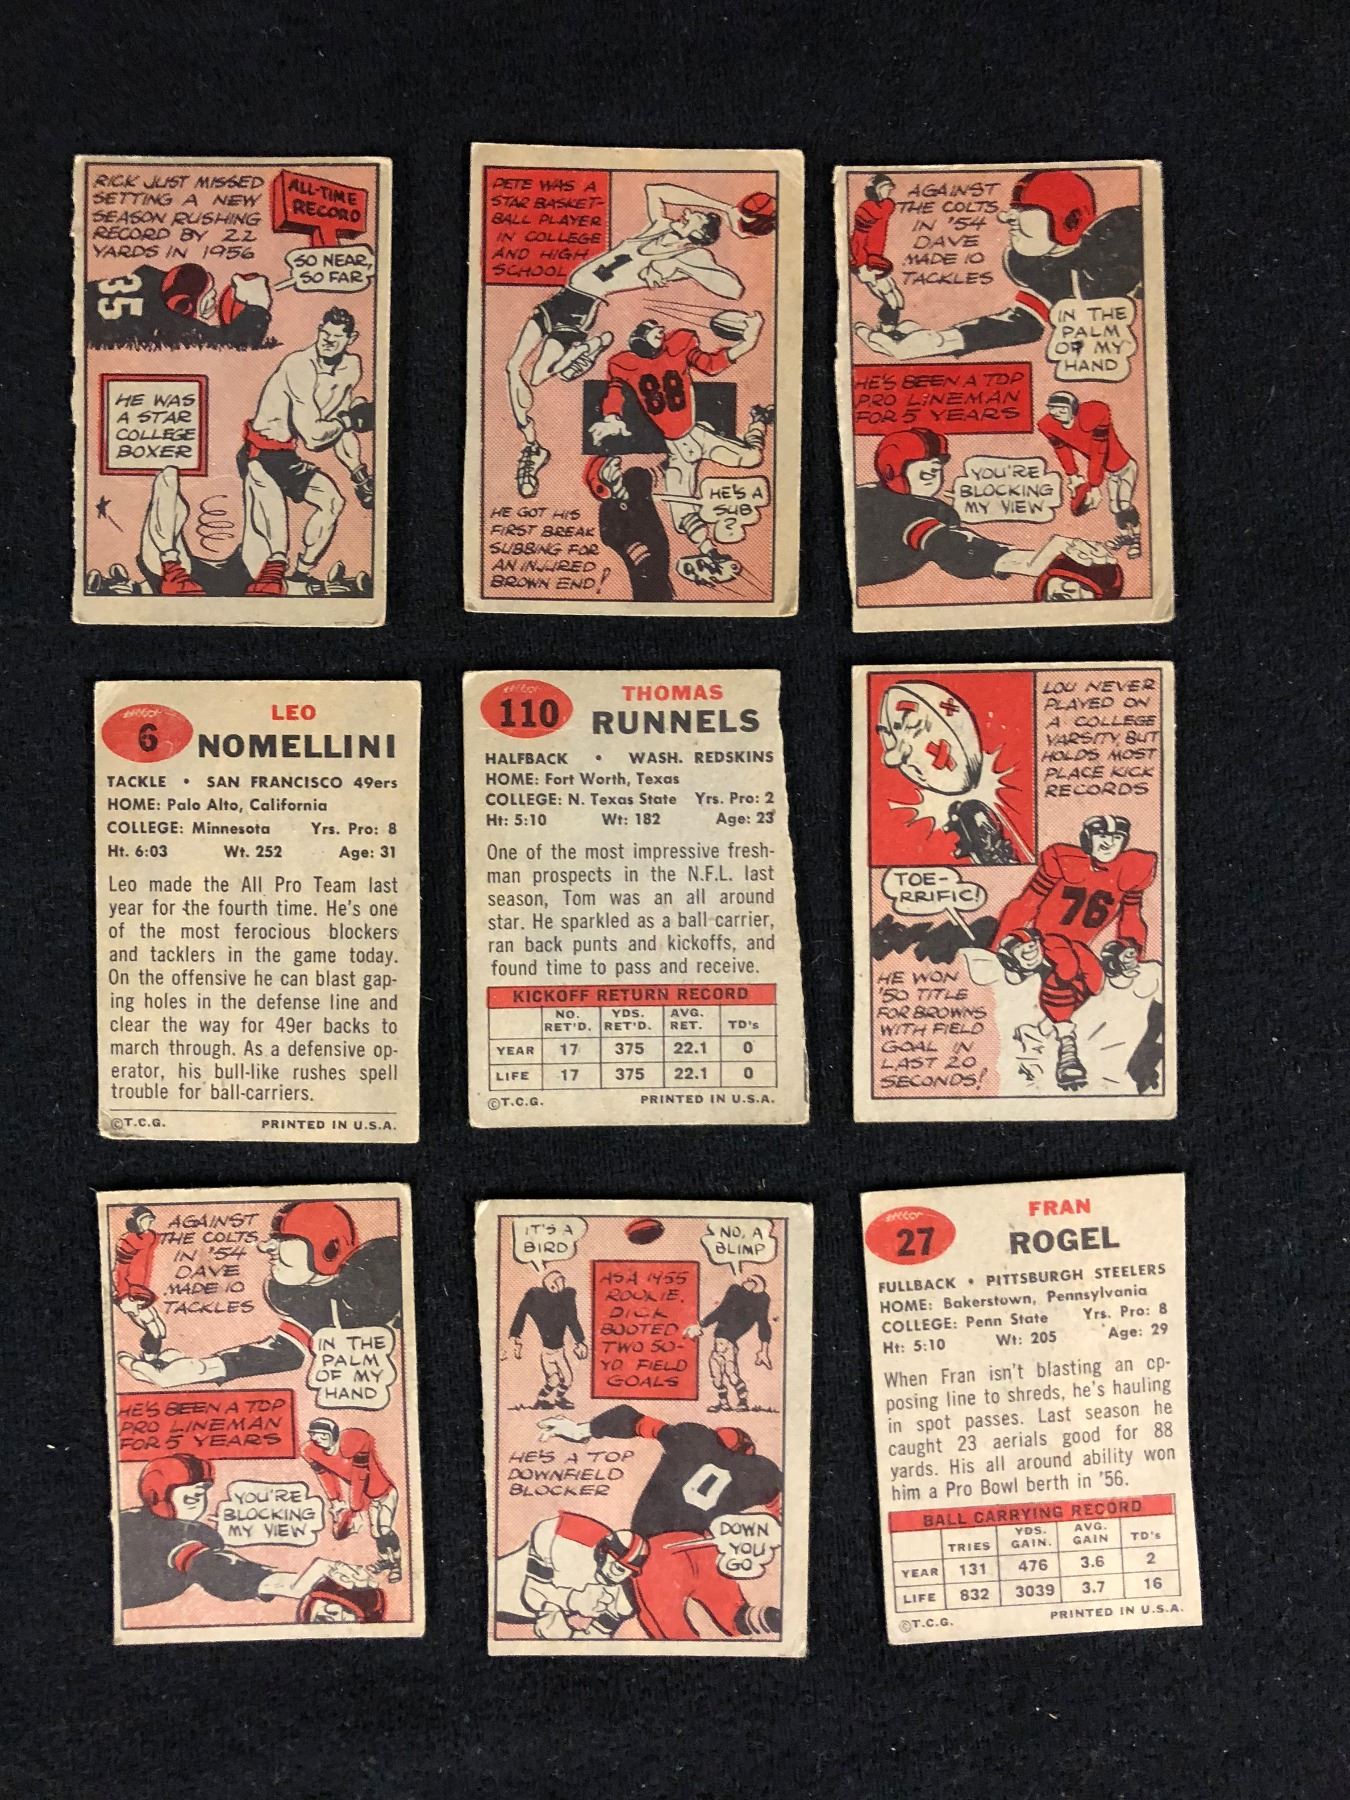 RICK JUST MISSED
SETTING A NEW
SEASON RUSHING
RECORD BY 22
YARDS IN 1956
ALL-TIME
RECORD
SO NEAR,
SO FAR
35
HE WAS
A STAR
COLLEGE
BOXER
PETE WAS A
STAR BASKET-
BALL PLAYER
IN COLLEGE
AND HIGH
SCHOOL
1
88
HE'S A
SUB
?
HE GOT HIS
FIRST BREAK
SUBBING FOR
AN INJURED
BROWN END!
AGAINST
THE COLTS
IN '54
DAVE
MADE 10
TACKLES
IN THE
PALM
OF MY
HAND
HE'S BEEN A TOP
PRO LINEMAN
FOR 5 YEARS
YOU'RE
BLOCKING
MY VIEW
6
LEO
NOMELLINI
TACKLE • SAN FRANCISCO 49ers
HOME: Palo Alto, California
COLLEGE: Minnesota Yrs. Pro: 8
Ht. 6:03 Wt. 252 Age: 31
Leo made the All Pro Team last
year for the fourth time. He's one
of the most ferocious blockers
and tacklers in the game today.
On the offensive he can blast gap-
ing holes in the defense line and
clear the way for 49er backs to
march through. As a defensive op-
erator, his bull-like rushes spell
trouble for ball-carriers.
©T.C.G. PRINTED IN U.S.A.
110
THOMAS
RUNNELS
HALFBACK • WASH. REDSKINS
HOME: Fort Worth, Texas
COLLEGE: N. Texas State Yrs. Pro: 2
Ht: 5:10 Wt: 182 Age: 23
One of the most impressive fresh-
man prospects in the N.F.L. last
season, Tom was an all around
star. He sparkled as a ball-carrier,
ran back punts and kickoffs, and
found time to pass and receive.
KICKOFF RETURN RECORD
NO. YDS. AVG.
RET'D. RET'D. RET. TD's
YEAR 17 375 22.1 0
LIFE 17 375 22.1 0
©T.C.G. PRINTED IN U.S.A.
LOU NEVER
PLAYED ON
A COLLEGE
VARSITY, BUT
HOLDS MOST
PLACE KICK
RECORDS
TOE-
RRIFIC!
76
HE WON
'50 TITLE
FOR BROWNS
WITH FIELD
GOAL IN
LAST 20
SECONDS!
AGAINST
THE COLTS
IN '54
DAVE
MADE 10
TACKLES
IN THE
PALM
OF MY
HAND
HE'S BEEN A TOP
PRO LINEMAN
FOR 5 YEARS
YOU'RE
BLOCKING
MY VIEW
IT'S A
BIRD
NO, A
BLIMP
AS A 1955
ROOKIE,
DICK
BOOTED
TWO 50-
YD FIELD
GOALS
HE'S A TOP
DOWNFIELD
BLOCKER
0
DOWN
YOU
GO
27
FRAN
ROGEL
FULLBACK • PITTSBURGH STEELERS
HOME: Bakerstown, Pennsylvania
COLLEGE: Penn State Yrs. Pro: 8
Ht: 5:10 Wt: 205 Age: 29
When Fran isn't blasting an op-
posing line to shreds, he's hauling
in spot passes. Last season he
caught 23 aerials good for 88
yards. His all around ability won
him a Pro Bowl berth in '56.
BALL CARRYING RECORD
YDS. AVG.
TRIES GAIN. GAIN TD's
YEAR 131 476 3.6 2
LIFE 832 3039 3.7 16
©T.C.G. PRINTED IN U.S.A.